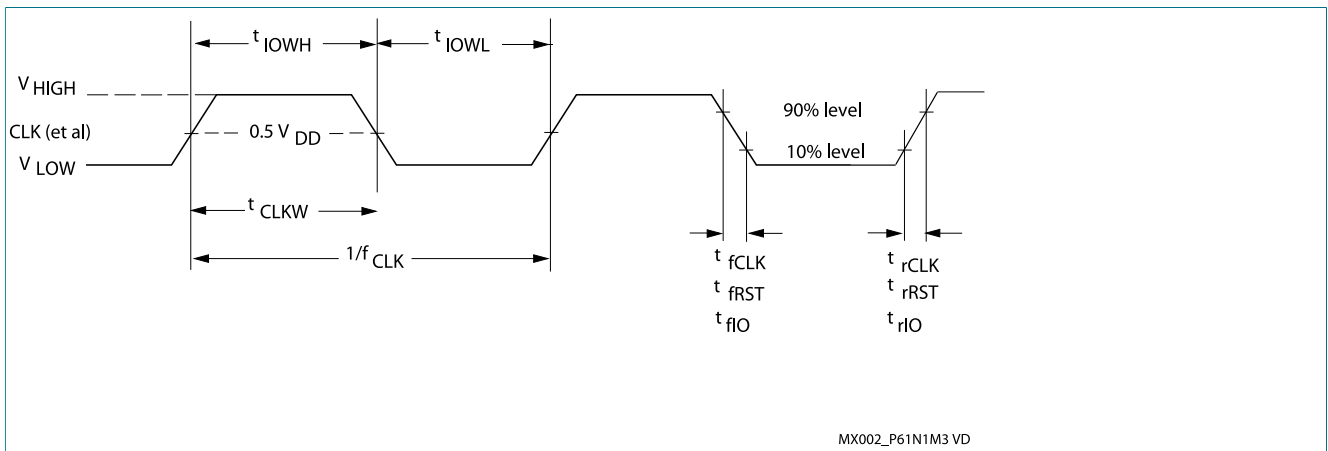 t IOWH
t IOWL
V HIGH
CLK (et al)
0.5 V DD
V LOW
90% level
10% level
t CLKW
1/f CLK
t fCLK
t fRST
t fIO
t rCLK
t rRST
t rIO
MX002_P61N1M3 VD